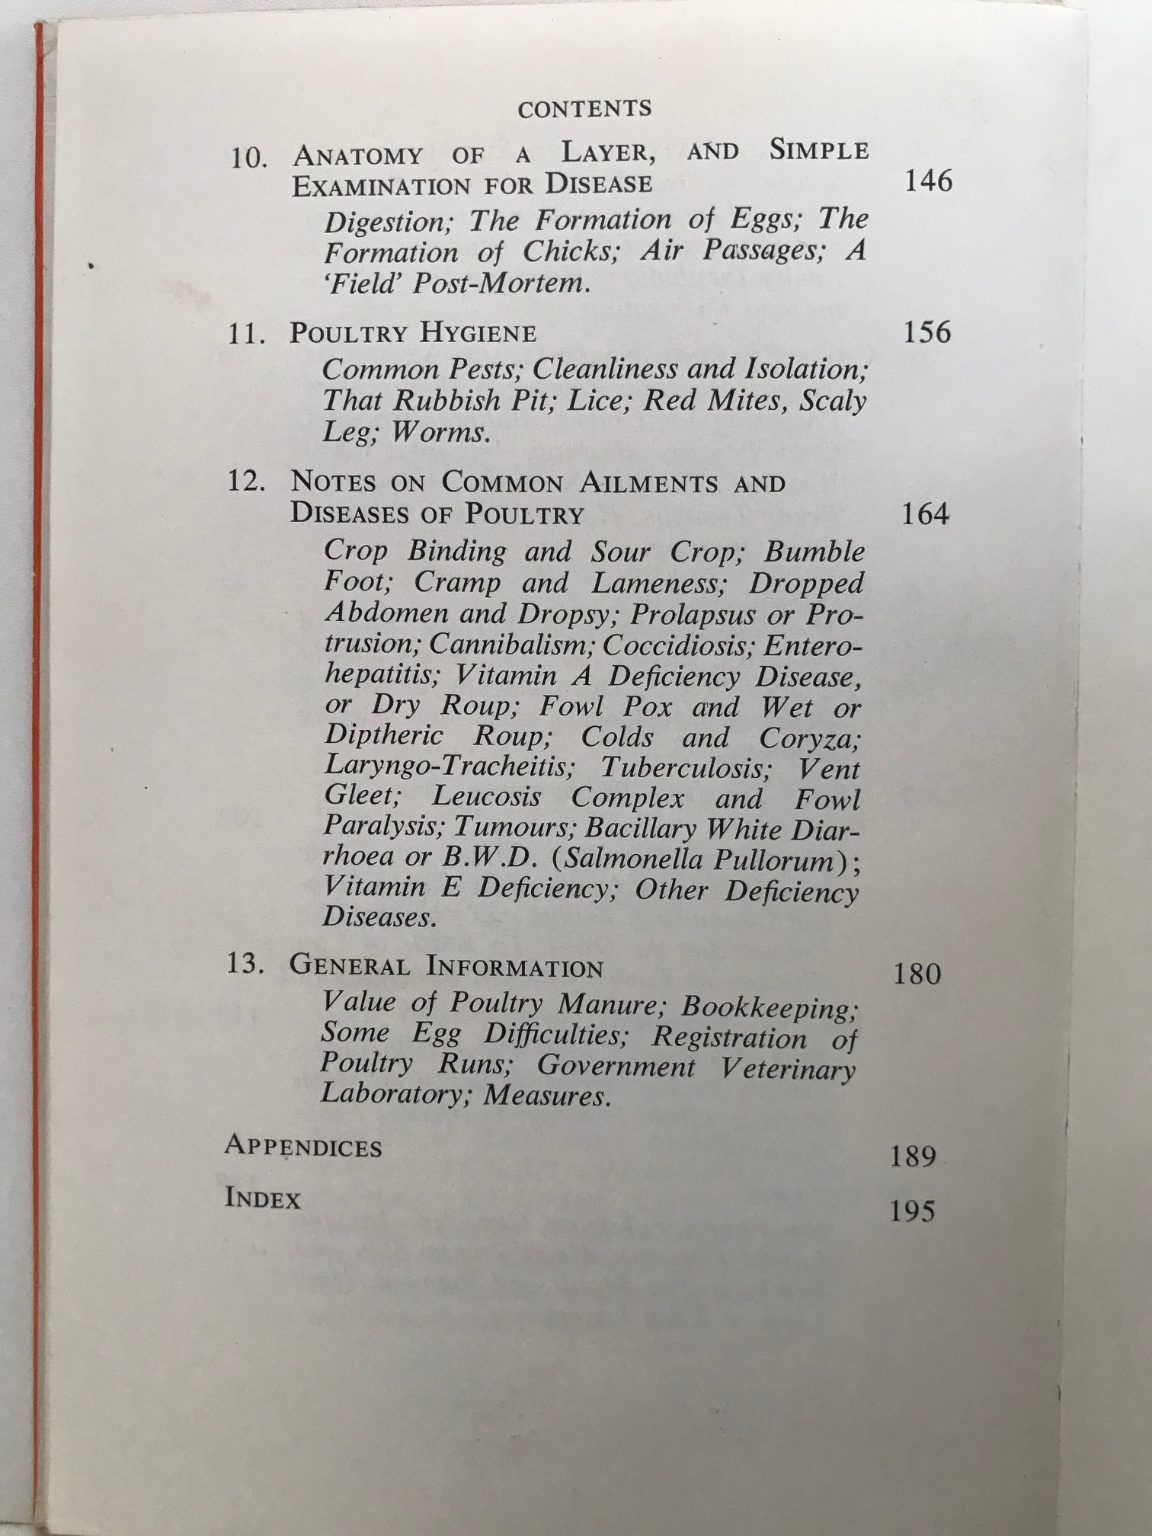 CONTENTS
10. ANATOMY OF A LAYER, AND SIMPLE
EXAMINATION FOR DISEASE 146
Digestion; The Formation of Eggs; The
Formation of Chicks; Air Passages; A
‘Field’ Post-Mortem.
11. POULTRY HYGIENE 156
Common Pests; Cleanliness and Isolation;
That Rubbish Pit; Lice; Red Mites, Scaly
Leg; Worms.
12. NOTES ON COMMON AILMENTS AND
DISEASES OF POULTRY 164
Crop Binding and Sour Crop; Bumble
Foot; Cramp and Lameness; Dropped
Abdomen and Dropsy; Prolapsus or Pro-
trusion; Cannibalism; Coccidiosis; Entero-
hepatitis; Vitamin A Deficiency Disease,
or Dry Roup; Fowl Pox and Wet or
Diptheric Roup; Colds and Coryza;
Laryngo-Tracheitis; Tuberculosis; Vent
Gleet; Leucosis Complex and Fowl
Paralysis; Tumours; Bacillary White Diar-
rhoea or B.W.D. (Salmonella Pullorum);
Vitamin E Deficiency; Other Deficiency
Diseases.
13. GENERAL INFORMATION 180
Value of Poultry Manure; Bookkeeping;
Some Egg Difficulties; Registration of
Poultry Runs; Government Veterinary
Laboratory; Measures.
APPENDICES 189
INDEX 195